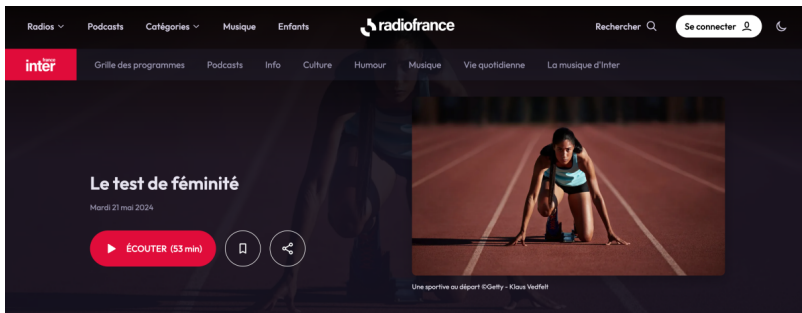 Radios Podcasts Catégories Musique Enfants radiofrance Rechercher Se connecter
france
inter Grille des programmes Podcasts Info Culture Humour Musique Vie quotidienne La musique d'Inter
Le test de féminité
Mardi 21 mai 2024
ÉCOUTER (53 min)
Une sportive au départ ©Getty - Klaus Vedfelt